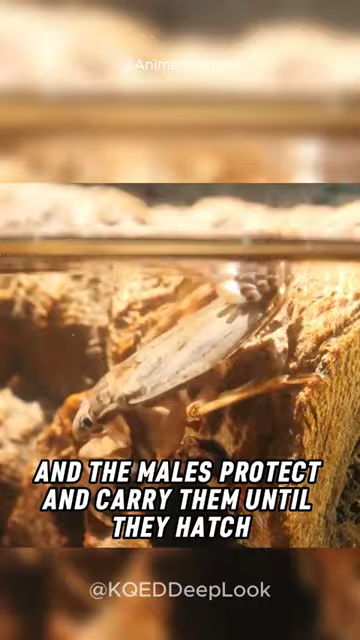 AND THE MALES PROTECT
AND CARRY THEM UNTIL
THEY HATCH
@KQEDDeepLook